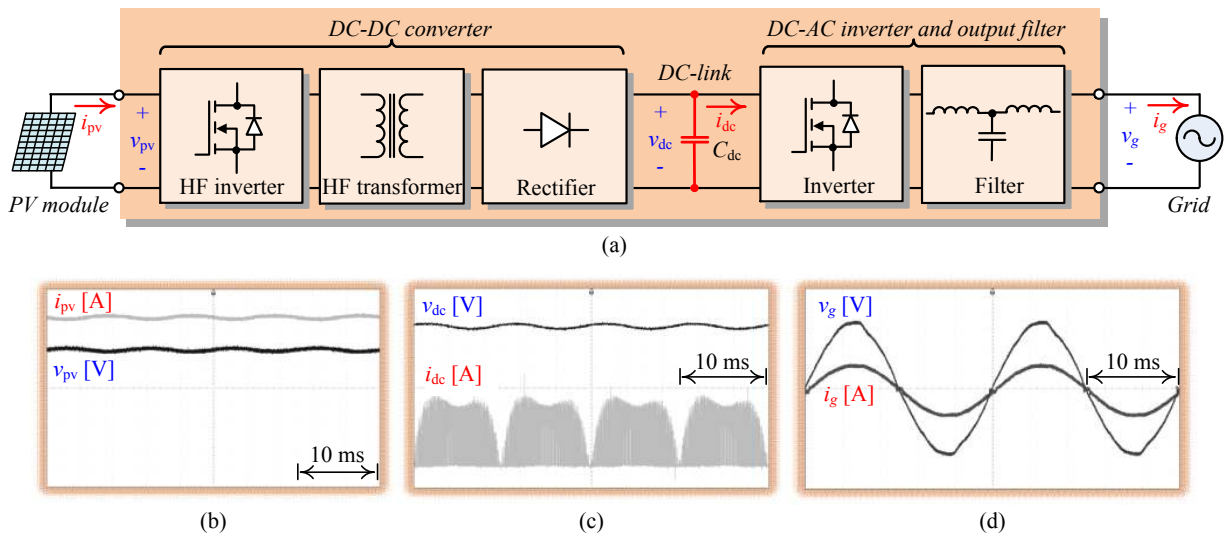 DC-DC converter
DC-AC inverter and output filter
DC-link
i_pv
+
v_pv
-
HF inverter
HF transformer
Rectifier
+
v_dc
-
i_dc
C_dc
Inverter
Filter
+
v_g
-
i_g
PV module
Grid
(a)
i_pv [A]
v_pv [V]
10 ms
v_dc [V]
10 ms
i_dc [A]
v_g [V]
10 ms
i_g [A]
(b)
(c)
(d)